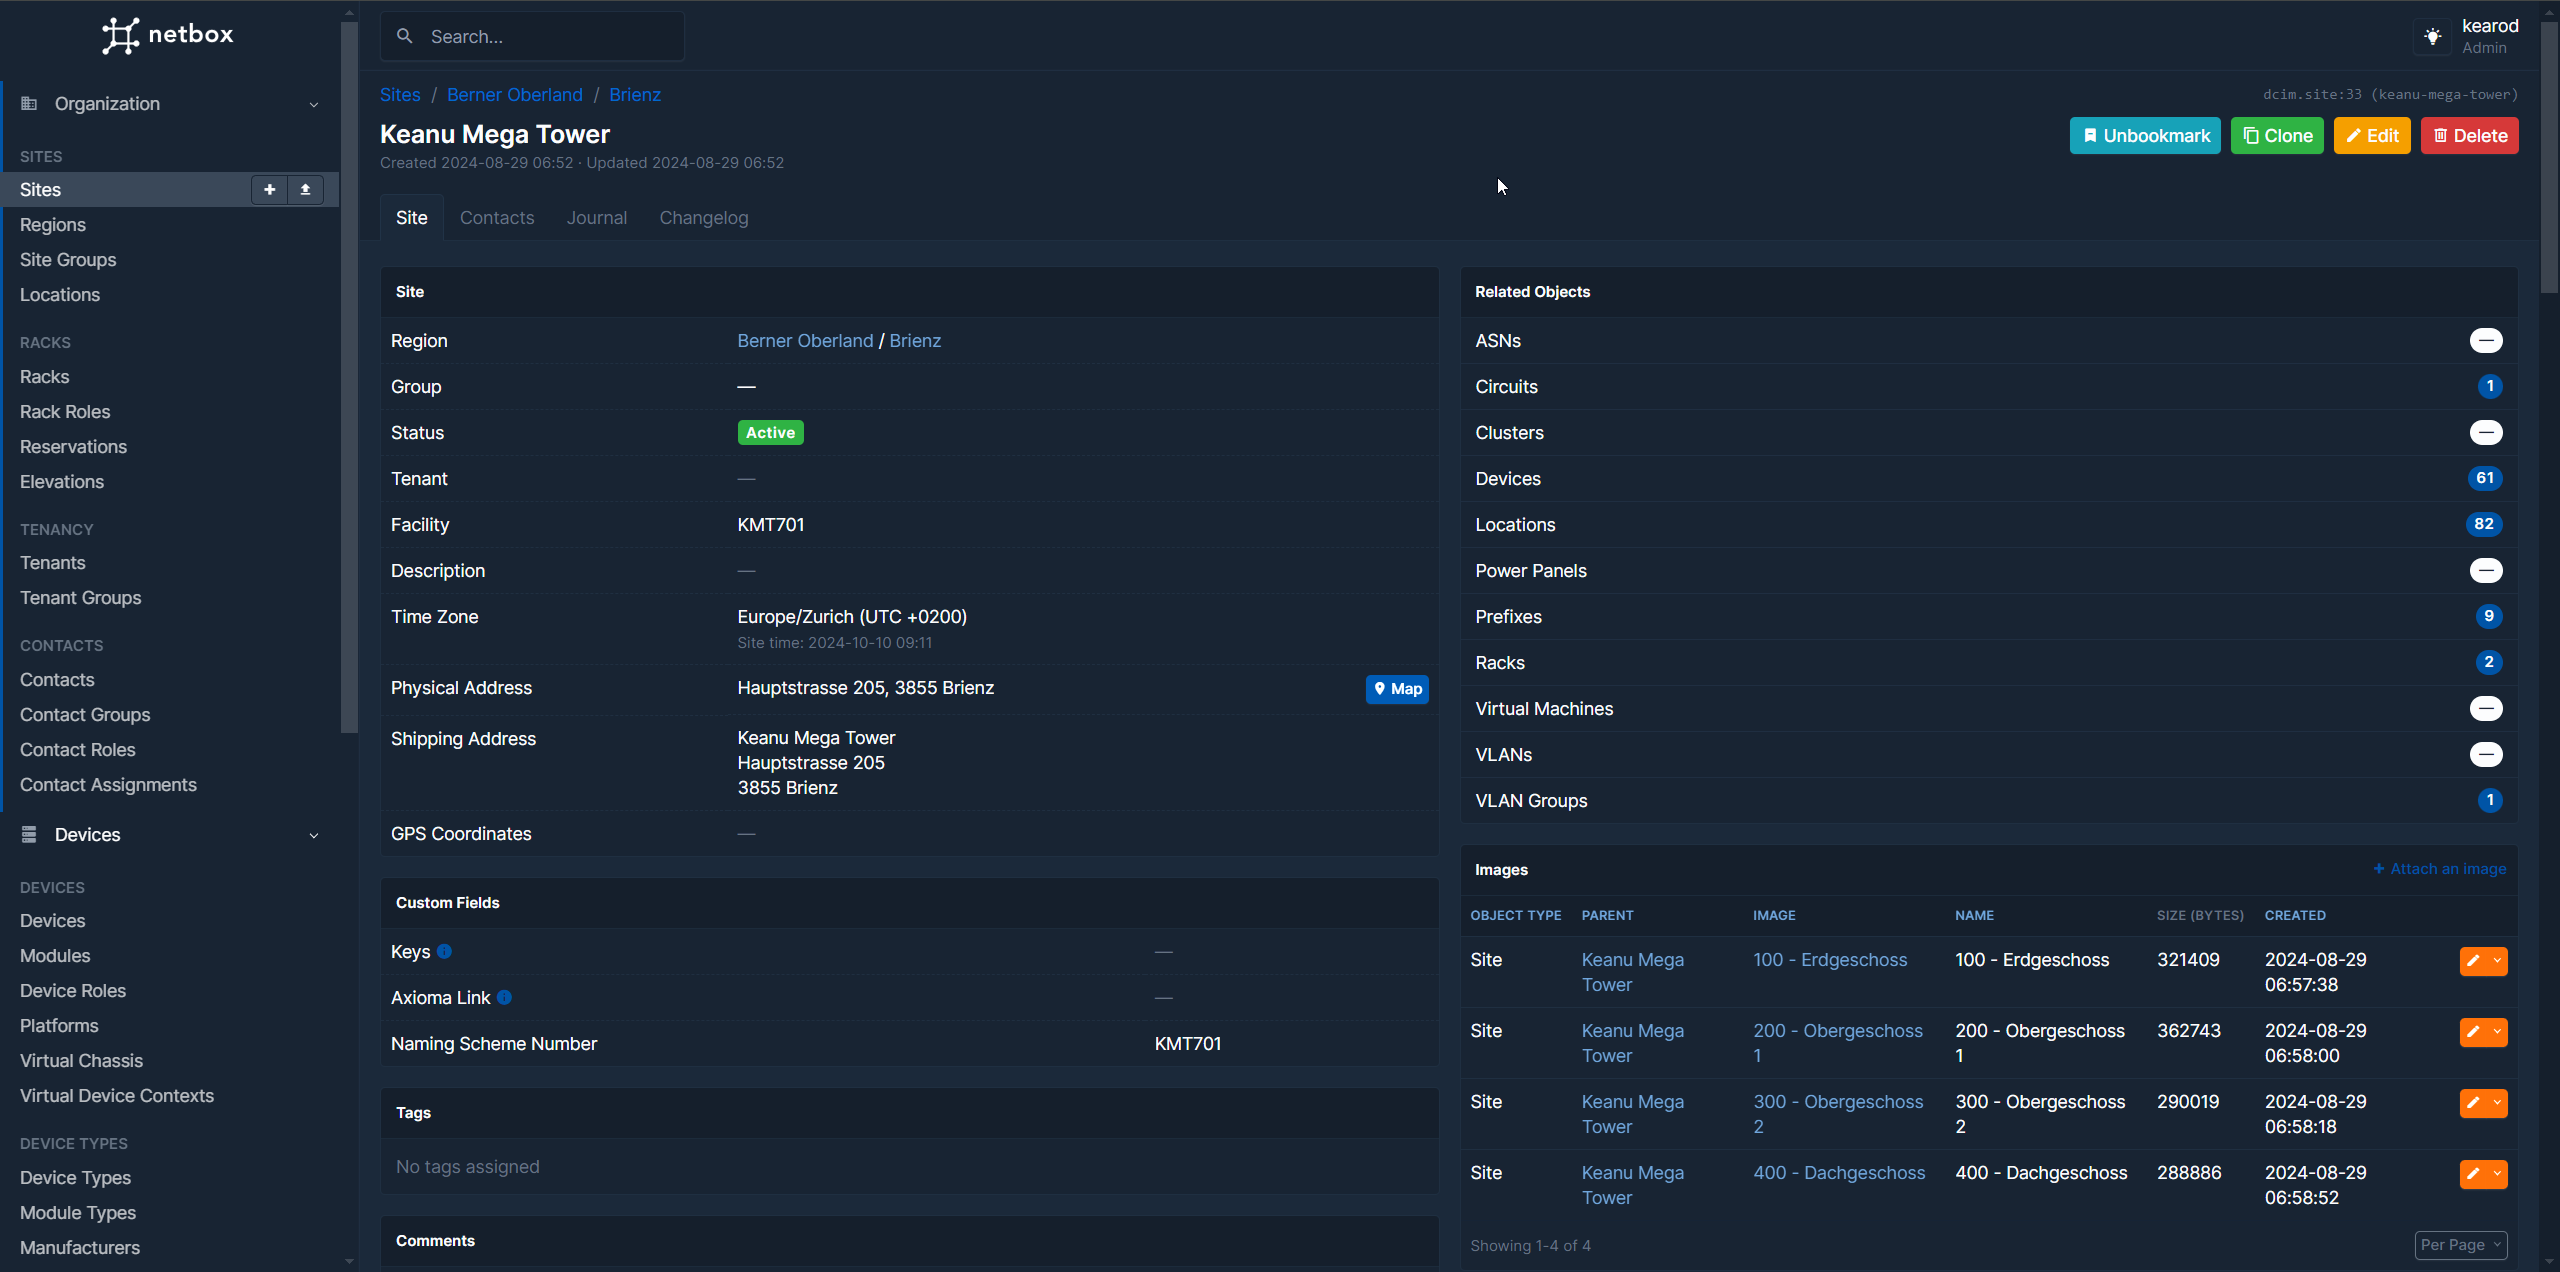 netbox
Organization
SITES
Sites
Regions
Site Groups
Locations
RACKS
Racks
Rack Roles
Reservations
Elevations
TENANCY
Tenants
Tenant Groups
CONTACTS
Contacts
Contact Groups
Contact Roles
Contact Assignments
Devices
DEVICES
Devices
Modules
Device Roles
Platforms
Virtual Chassis
Virtual Device Contexts
DEVICE TYPES
Device Types
Module Types
Manufacturers
Search...
kearod
Admin
Sites / Berner Oberland / Brienz
dcim.site:33 (keanu-mega-tower)
Keanu Mega Tower
Created 2024-08-29 06:52 · Updated 2024-08-29 06:52
Unbookmark Clone Edit Delete
Site Contacts Journal Changelog
Site
Region Berner Oberland / Brienz
Group —
Status Active
Tenant —
Facility KMT701
Description —
Time Zone Europe/Zurich (UTC +0200)
Site time: 2024-10-10 09:11
Physical Address Hauptstrasse 205, 3855 Brienz Map
Shipping Address Keanu Mega Tower
Hauptstrasse 205
3855 Brienz
GPS Coordinates —
Custom Fields
Keys —
Axioma Link —
Naming Scheme Number KMT701
Tags
No tags assigned
Comments
Related Objects
ASNs —
Circuits 1
Clusters —
Devices 61
Locations 82
Power Panels —
Prefixes 9
Racks 2
Virtual Machines —
VLANs —
VLAN Groups 1
Images + Attach an image
OBJECT TYPE PARENT IMAGE NAME SIZE (BYTES) CREATED
Site Keanu Mega 100 - Erdgeschoss 100 - Erdgeschoss 321409 2024-08-29
Tower 06:57:38
Site Keanu Mega 200 - Obergeschoss 200 - Obergeschoss 362743 2024-08-29
Tower 1 1 06:58:00
Site Keanu Mega 300 - Obergeschoss 300 - Obergeschoss 290019 2024-08-29
Tower 2 2 06:58:18
Site Keanu Mega 400 - Dachgeschoss 400 - Dachgeschoss 288886 2024-08-29
Tower 06:58:52
Showing 1-4 of 4 Per Page